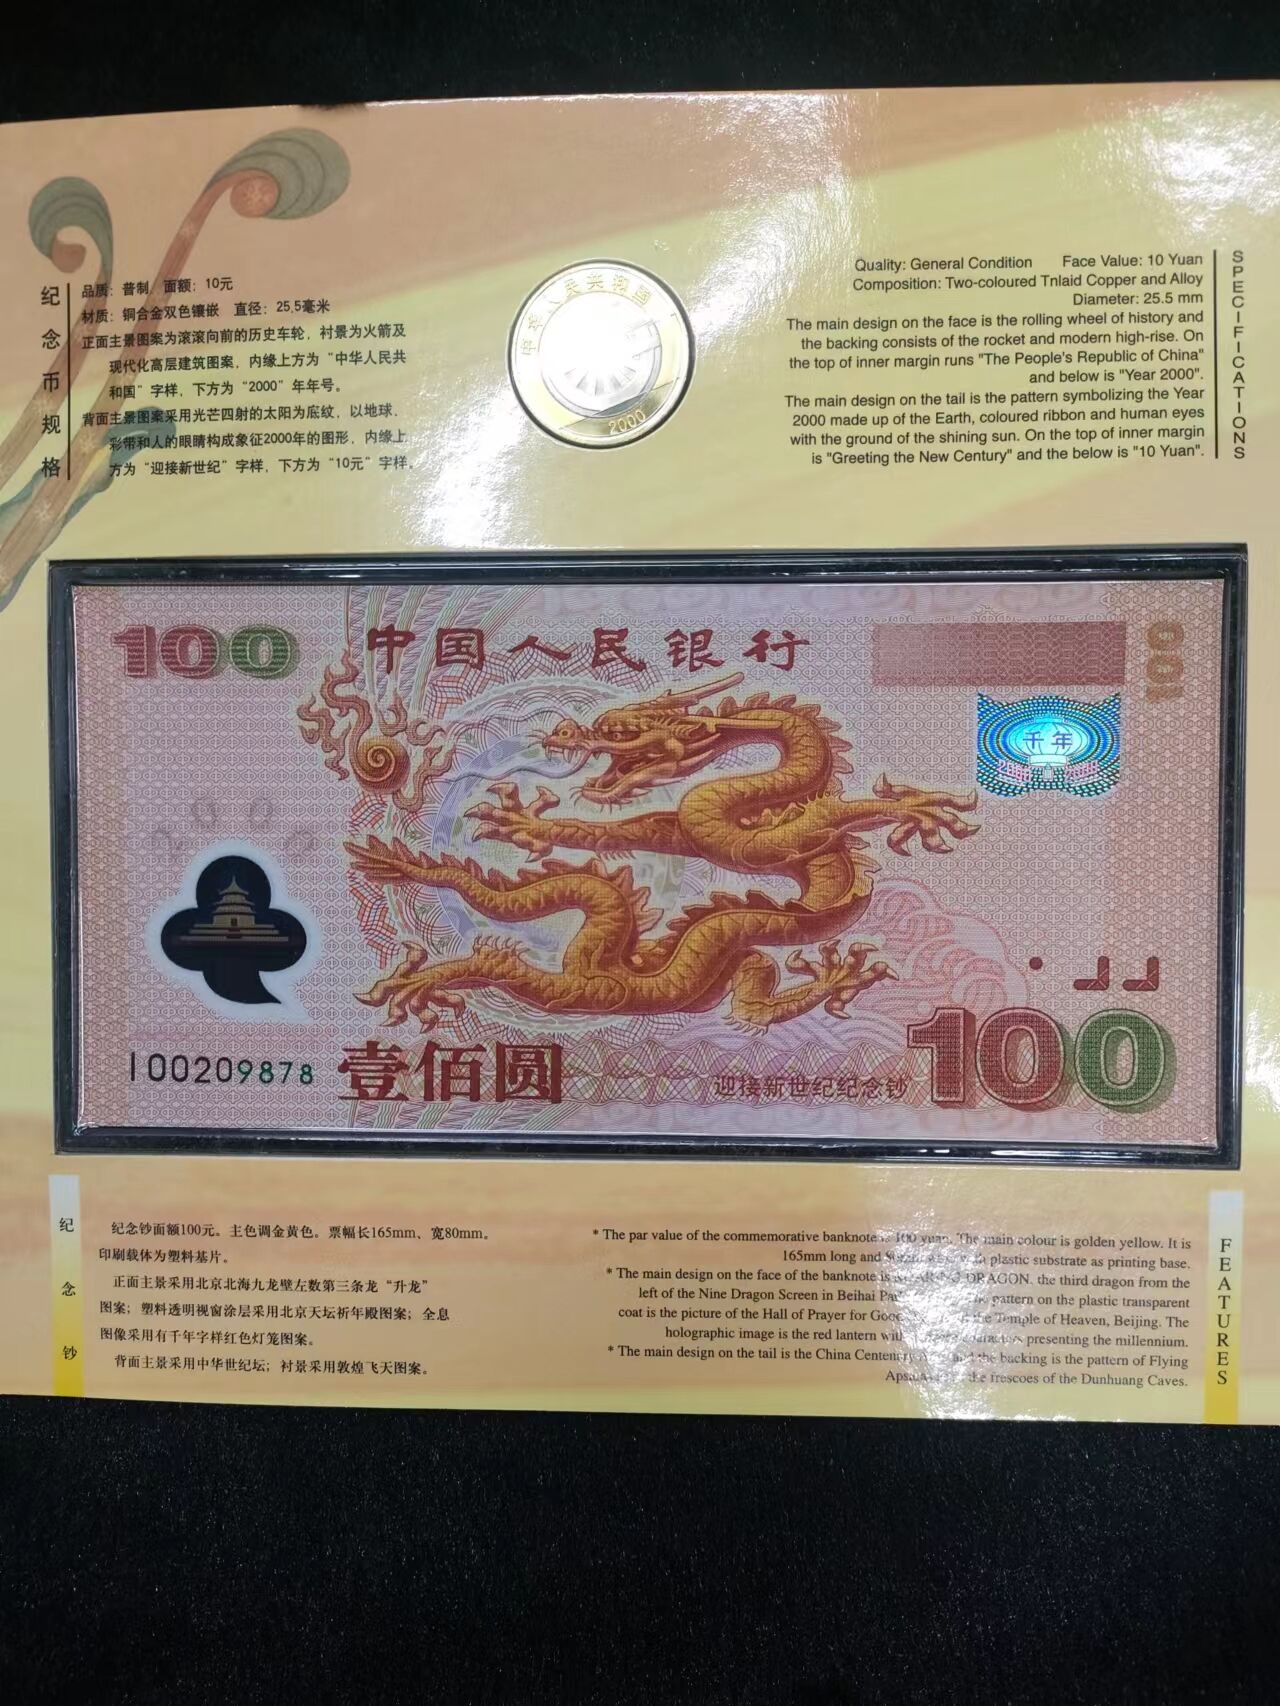 纪念币规格
品质：普制 面额：10元
材质：铜合金双色镶嵌 直径：25.5毫米
正面主景图案为滚滚向前的历史车轮，衬景为火箭及
现代化高层建筑图案，内缘上方为“中华人民共
和国”字样，下方为“2000”年年号。
背面主景图案采用光芒四射的太阳为底纹，以地球、
彩带和人的眼睛构成象征2000年的图形，内缘上
方为“迎接新世纪”字样，下方为“10元”字样。
中华人民共和国
2000
SPECIFICATIONS
Quality: General Condition Face Value: 10 Yuan
Composition: Two-coloured Tnlaid Copper and Alloy
Diameter: 25.5 mm
The main design on the face is the rolling wheel of history and
the backing consists of the rocket and modern high-rise. On
the top of inner margin runs "The People's Republic of China"
and below is "Year 2000".
The main design on the tail is the pattern symbolizing the Year
2000 made up of the Earth, coloured ribbon and human eyes
with the ground of the shining sun. On the top of inner margin
is "Greeting the New Century" and the below is "10 Yuan".
100
中国人民银行
100
千年
2000
I00209878
壹佰圆
迎接新世纪纪念钞
100
纪念钞
纪念钞面额100元。主色调金黄色。票幅长165mm、宽80mm。
印刷载体为塑料基片。
正面主景采用北京北海九龙壁左数第三条龙“升龙”
图案；塑料透明视窗涂层采用北京天坛祈年殿图案；全息
图像采用有千年字样红色灯笼图案。
背面主景采用中华世纪坛；衬景采用敦煌飞天图案。
FEATURES
* The par value of the commemorative banknote is 100 yuan. The main colour is golden yellow. It is
165mm long and plastic substrate as printing base.
* The main design on the face of the banknote is DRAGON, the third dragon from the
left of the Nine Dragon Screen in Beihai pattern on the plastic transparent
coat is the picture of the Hall of Prayer for the Temple of Heaven, Beijing. The
holographic image is the red lantern presenting the millennium.
* The main design on the tail is the China and the backing is the pattern of Flying
the frescoes of the Dunhuang Caves.